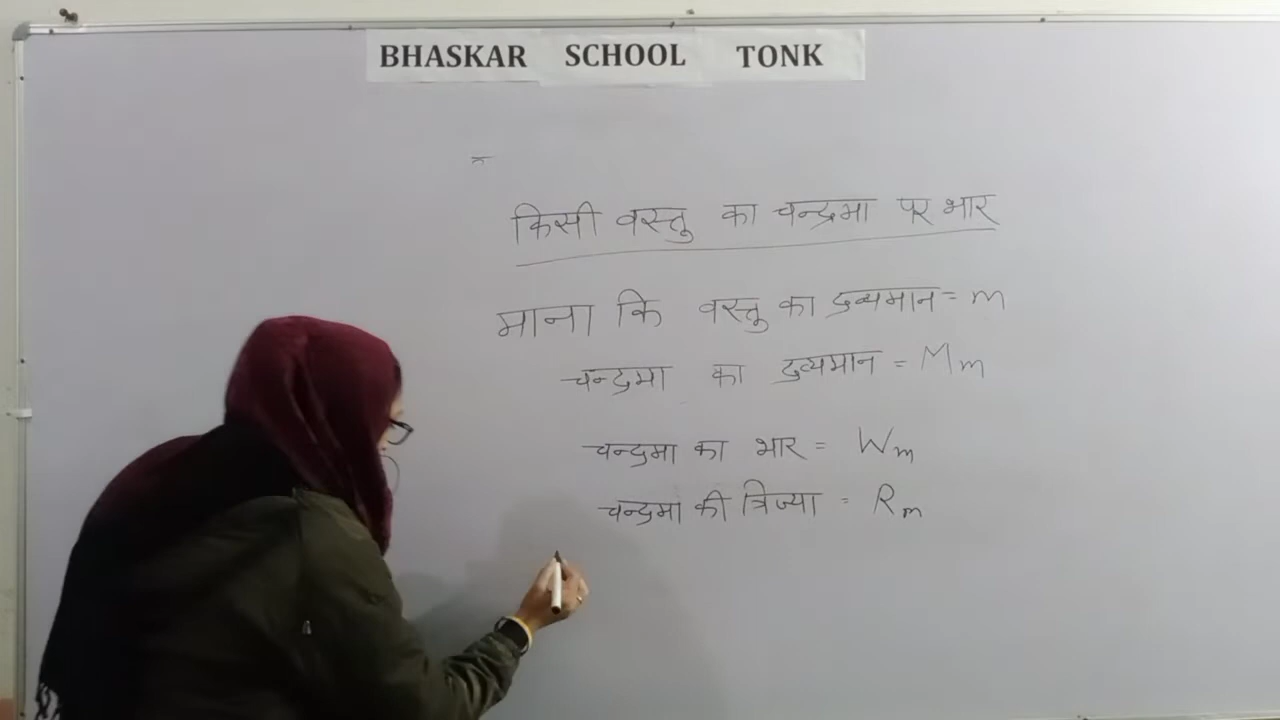 BHASKAR SCHOOL TONK
किसी वस्तु का चन्द्रमा पर भार
माना कि वस्तु का द्रव्यमान = m
चन्द्रमा का द्रव्यमान = Mm
चन्द्रमा का भार = Wm
चन्द्रमा की त्रिज्या = Rm